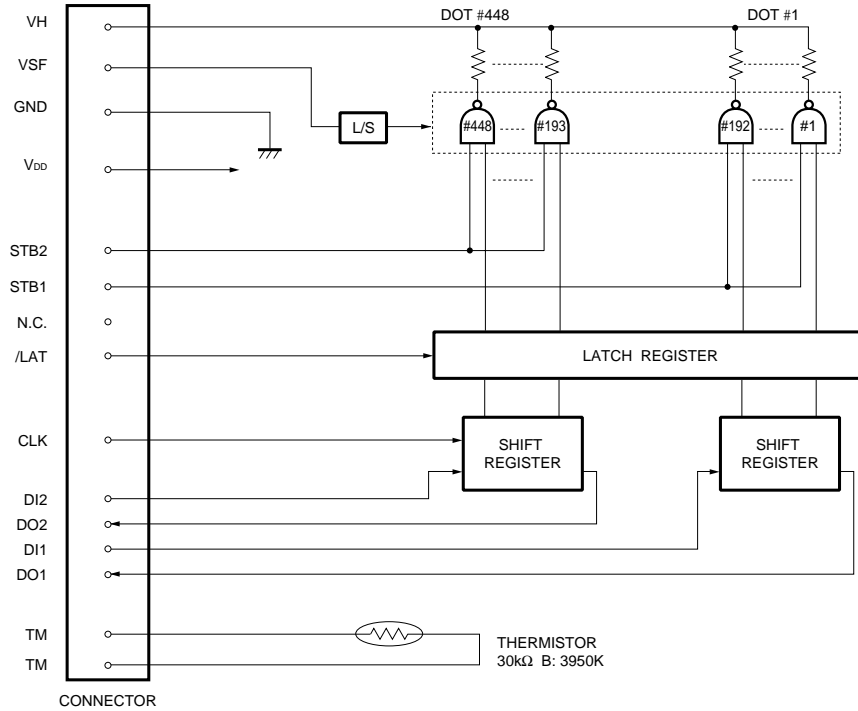 DOT #448
DOT #1
VH
VSF
GND
L/S
#448
#193
#192
#1
VDD
STB2
STB1
N.C.
/LAT
LATCH REGISTER
CLK
SHIFT
REGISTER
SHIFT
REGISTER
DI2
DO2
DI1
DO1
TM
THERMISTOR
30kΩ B: 3950K
TM
CONNECTOR